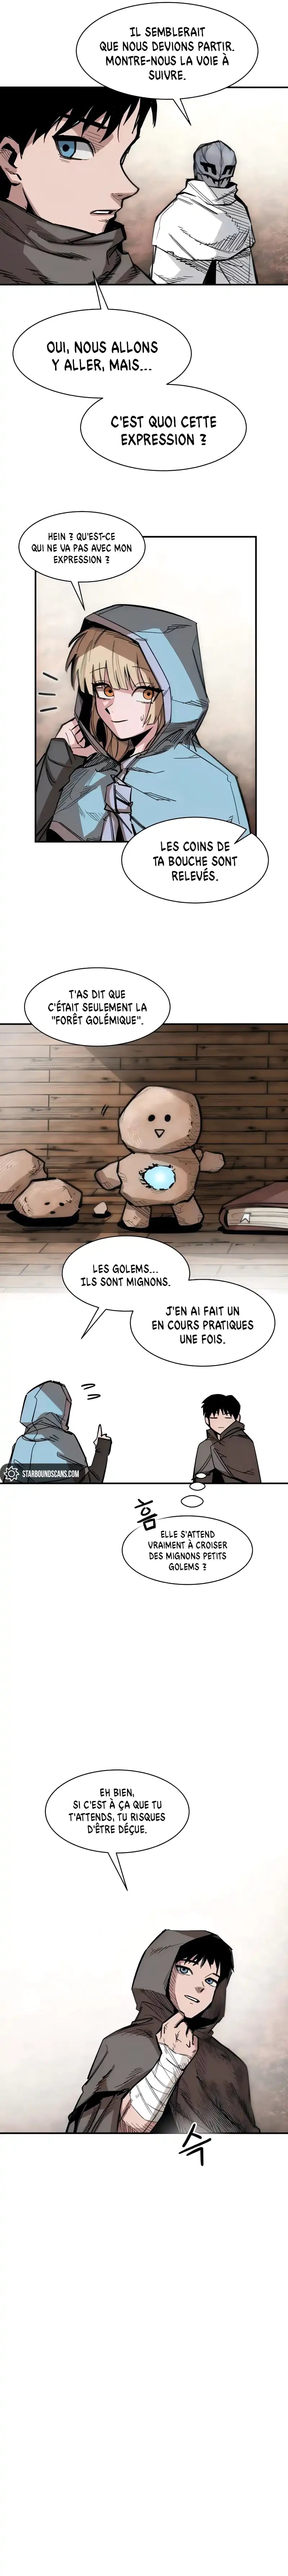 IL SEMBLERAIT
QUE NOUS DEVIONS PARTIR.
MONTRE-NOUS LA VOIE À
SUIVRE.
OUI, NOUS ALLONS
Y ALLER, MAIS...
C'EST QUOI CETTE
EXPRESSION ?
HEIN ? QU'EST-CE
QUI NE VA PAS AVEC MON
EXPRESSION ?
LES COINS DE
TA BOUCHE SONT
RELEVÉS.
T'AS DIT QUE
C'ÉTAIT SEULEMENT LA
"FORÊT GOLÉMIQUE".
LES GOLEMS...
ILS SONT MIGNONS.
J'EN AI FAIT UN
EN COURS PRATIQUES
UNE FOIS.
STARBOUNDSCANS.COM
흠
ELLE S'ATTEND
VRAIMENT À CROISER
DES MIGNONS PETITS
GOLEMS ?
EH BIEN,
SI C'EST À ÇA QUE TU
T'ATTENDS, TU RISQUES
D'ÊTRE DÉÇUE.
슥